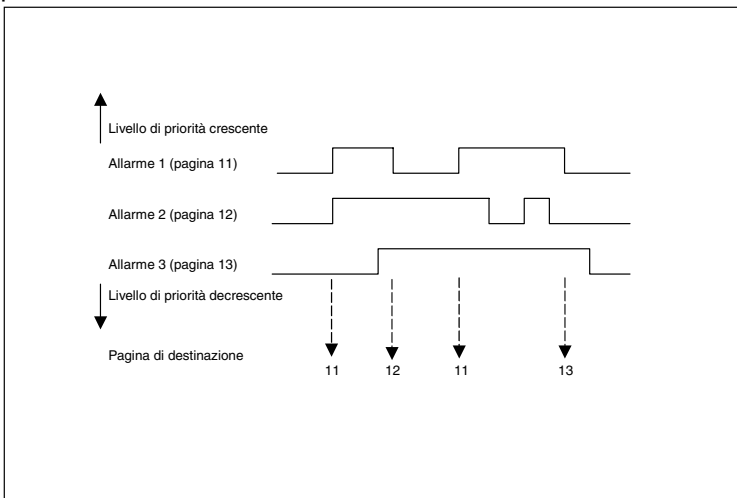 Livello di priorità crescente
Allarme 1 (pagina 11)
Allarme 2 (pagina 12)
Allarme 3 (pagina 13)
Livello di priorità decrescente
Pagina di destinazione
11 12 11 13